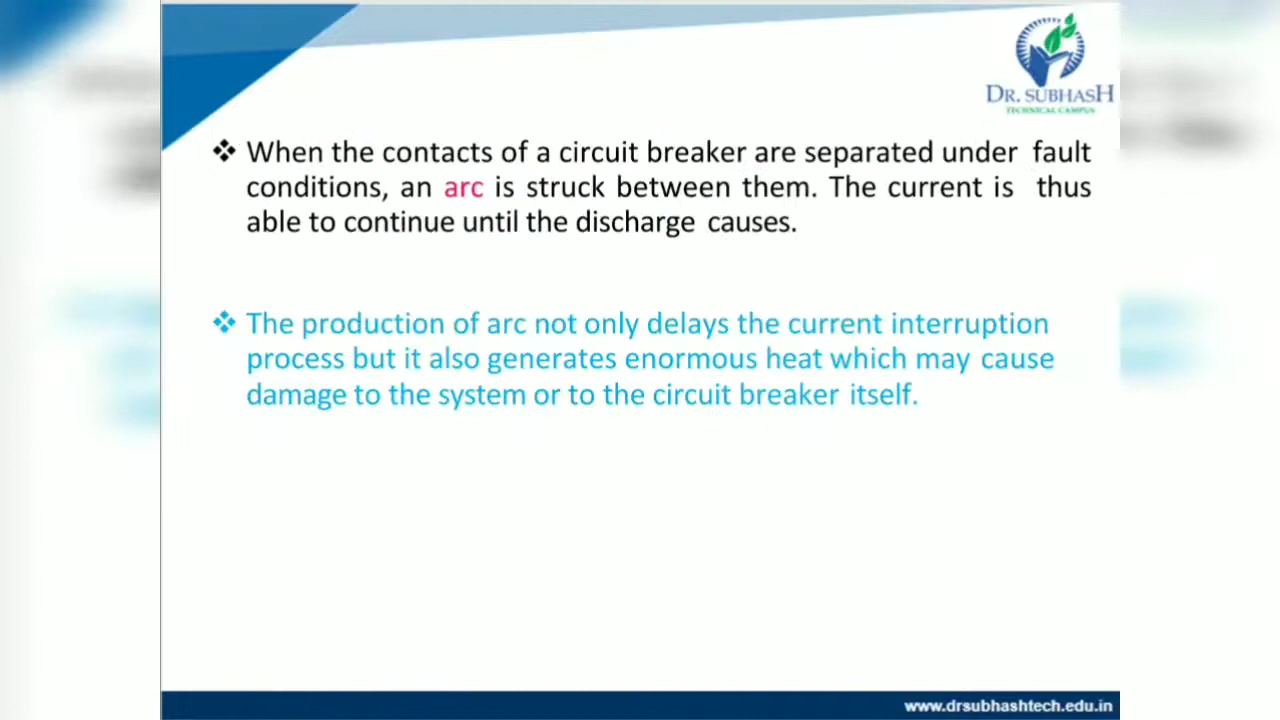 DR. SUBHASH
TECHNICAL CAMPUS
❖ When the contacts of a circuit breaker are separated under fault
conditions, an arc is struck between them. The current is thus
able to continue until the discharge causes.
❖ The production of arc not only delays the current interruption
process but it also generates enormous heat which may cause
damage to the system or to the circuit breaker itself.
www.drsubhashtech.edu.in